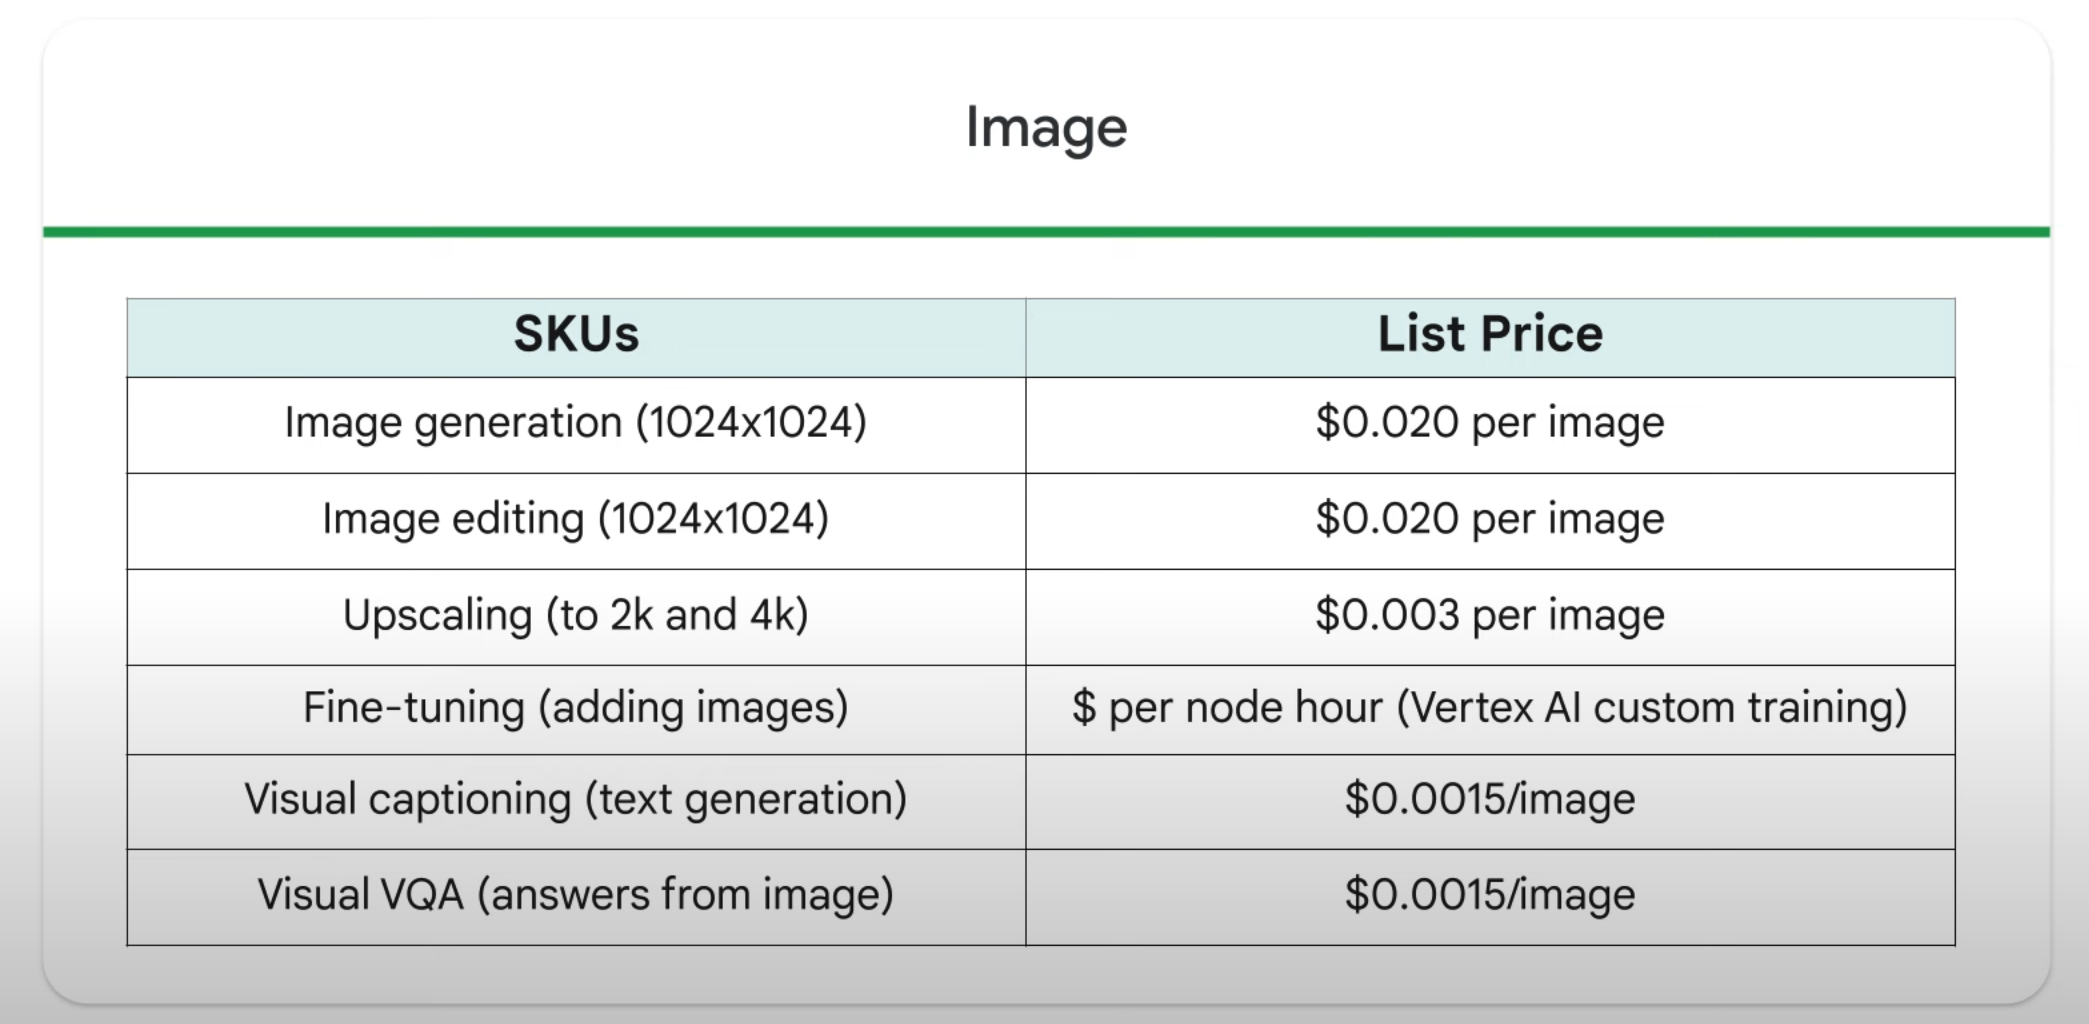 Image
SKUs
List Price
Image generation (1024x1024)
$0.020 per image
Image editing (1024x1024)
$0.020 per image
Upscaling (to 2k and 4k)
$0.003 per image
Fine-tuning (adding images)
$ per node hour (Vertex AI custom training)
Visual captioning (text generation)
$0.0015/image
Visual VQA (answers from image)
$0.0015/image